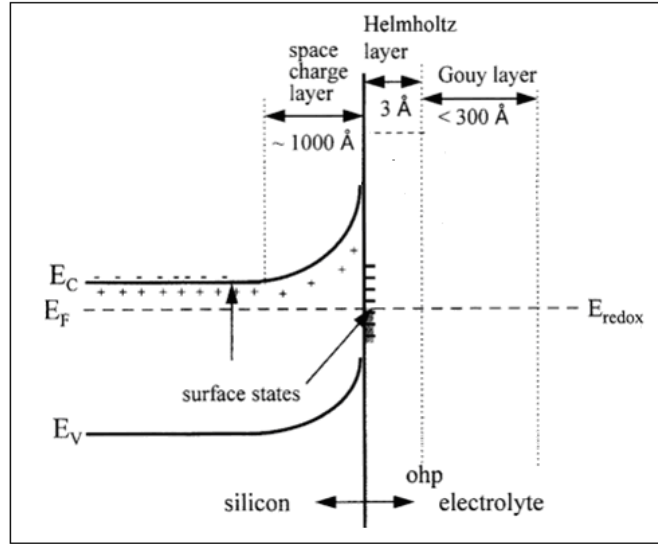 Helmholtz
layer
space
charge
layer
Gouy layer
3 Å
< 300 Å
~ 1000 Å
E_C
E_F
E_redox
surface states
E_V
ohp
silicon
electrolyte